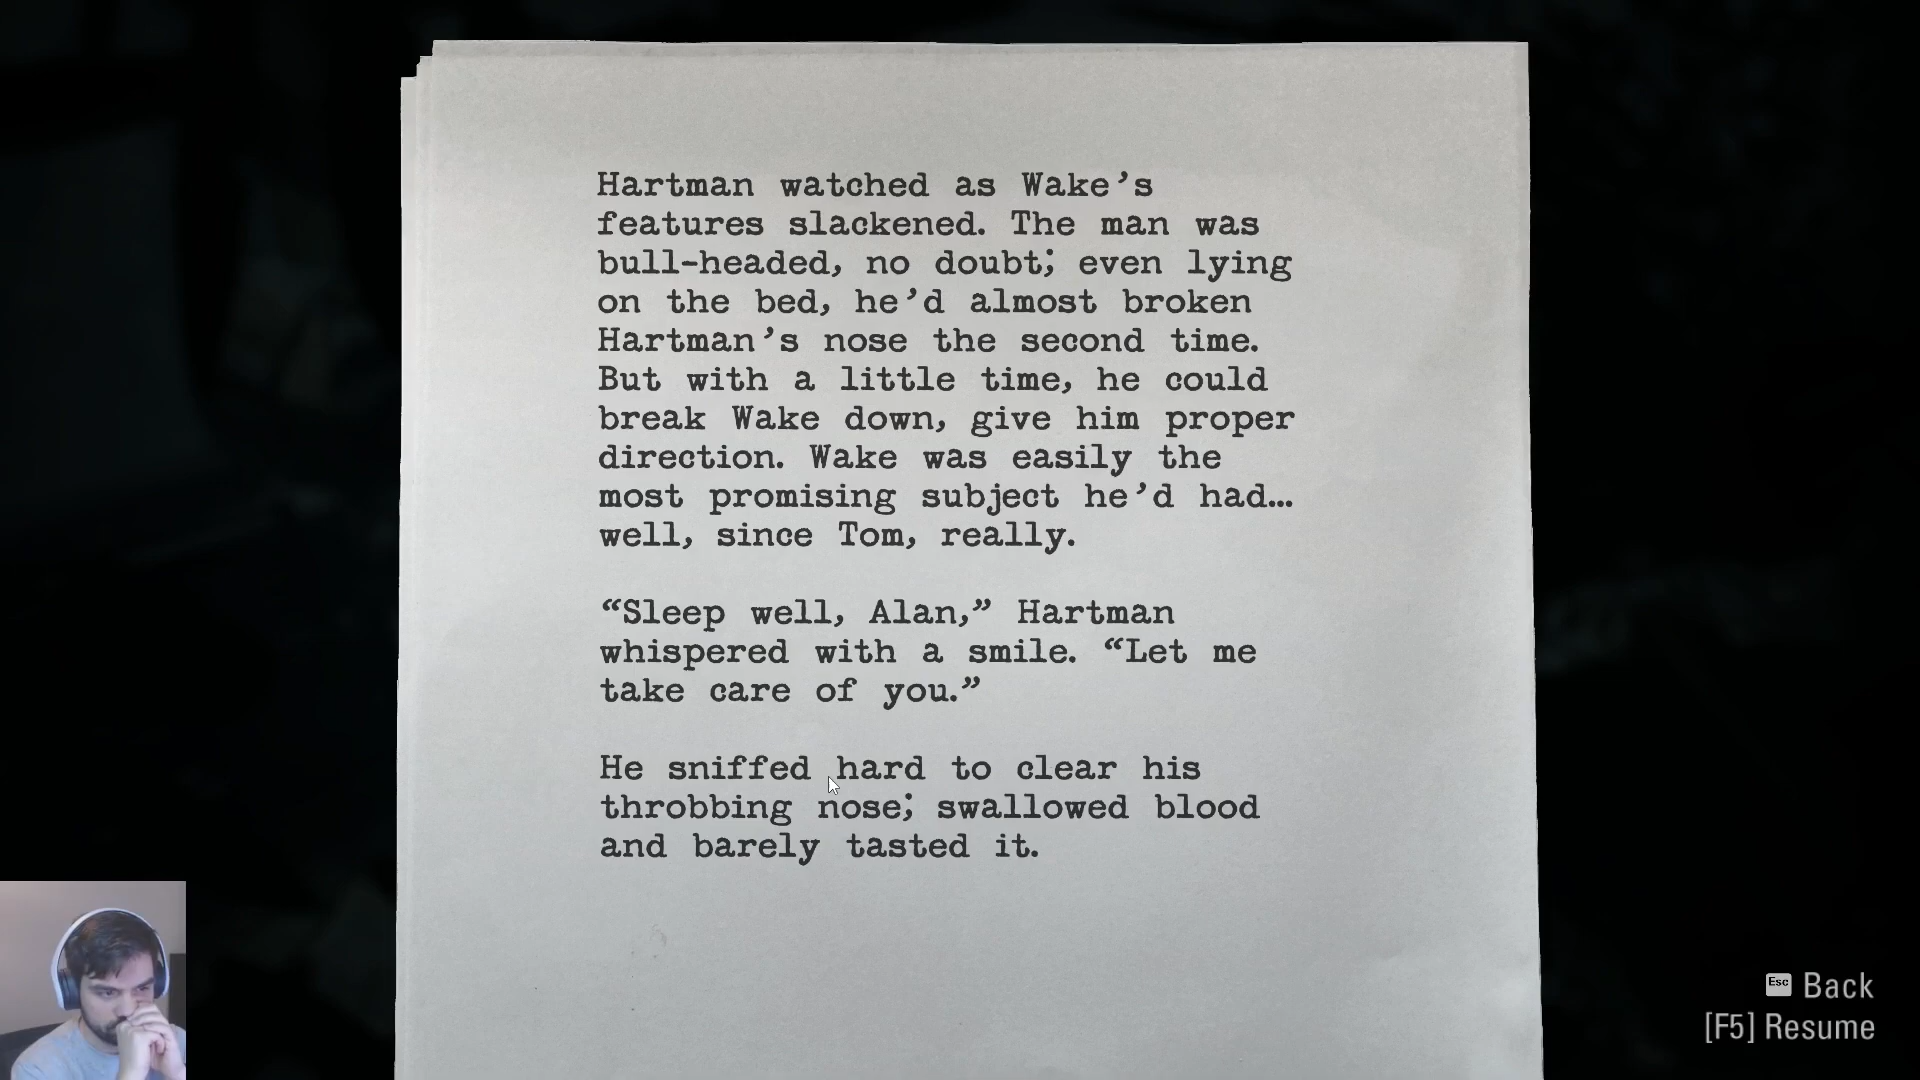 Hartman watched as Wake's
features slackened. The man was
bull-headed, no doubt; even lying
on the bed, he'd almost broken
Hartman's nose the second time.
But with a little time, he could
break Wake down, give him proper
direction. Wake was easily the
most promising subject he'd had…
well, since Tom, really.
“Sleep well, Alan,” Hartman
whispered with a smile. “Let me
take care of you.”
He sniffed hard to clear his
throbbing nose; swallowed blood
and barely tasted it.
Esc Back
[F5] Resume